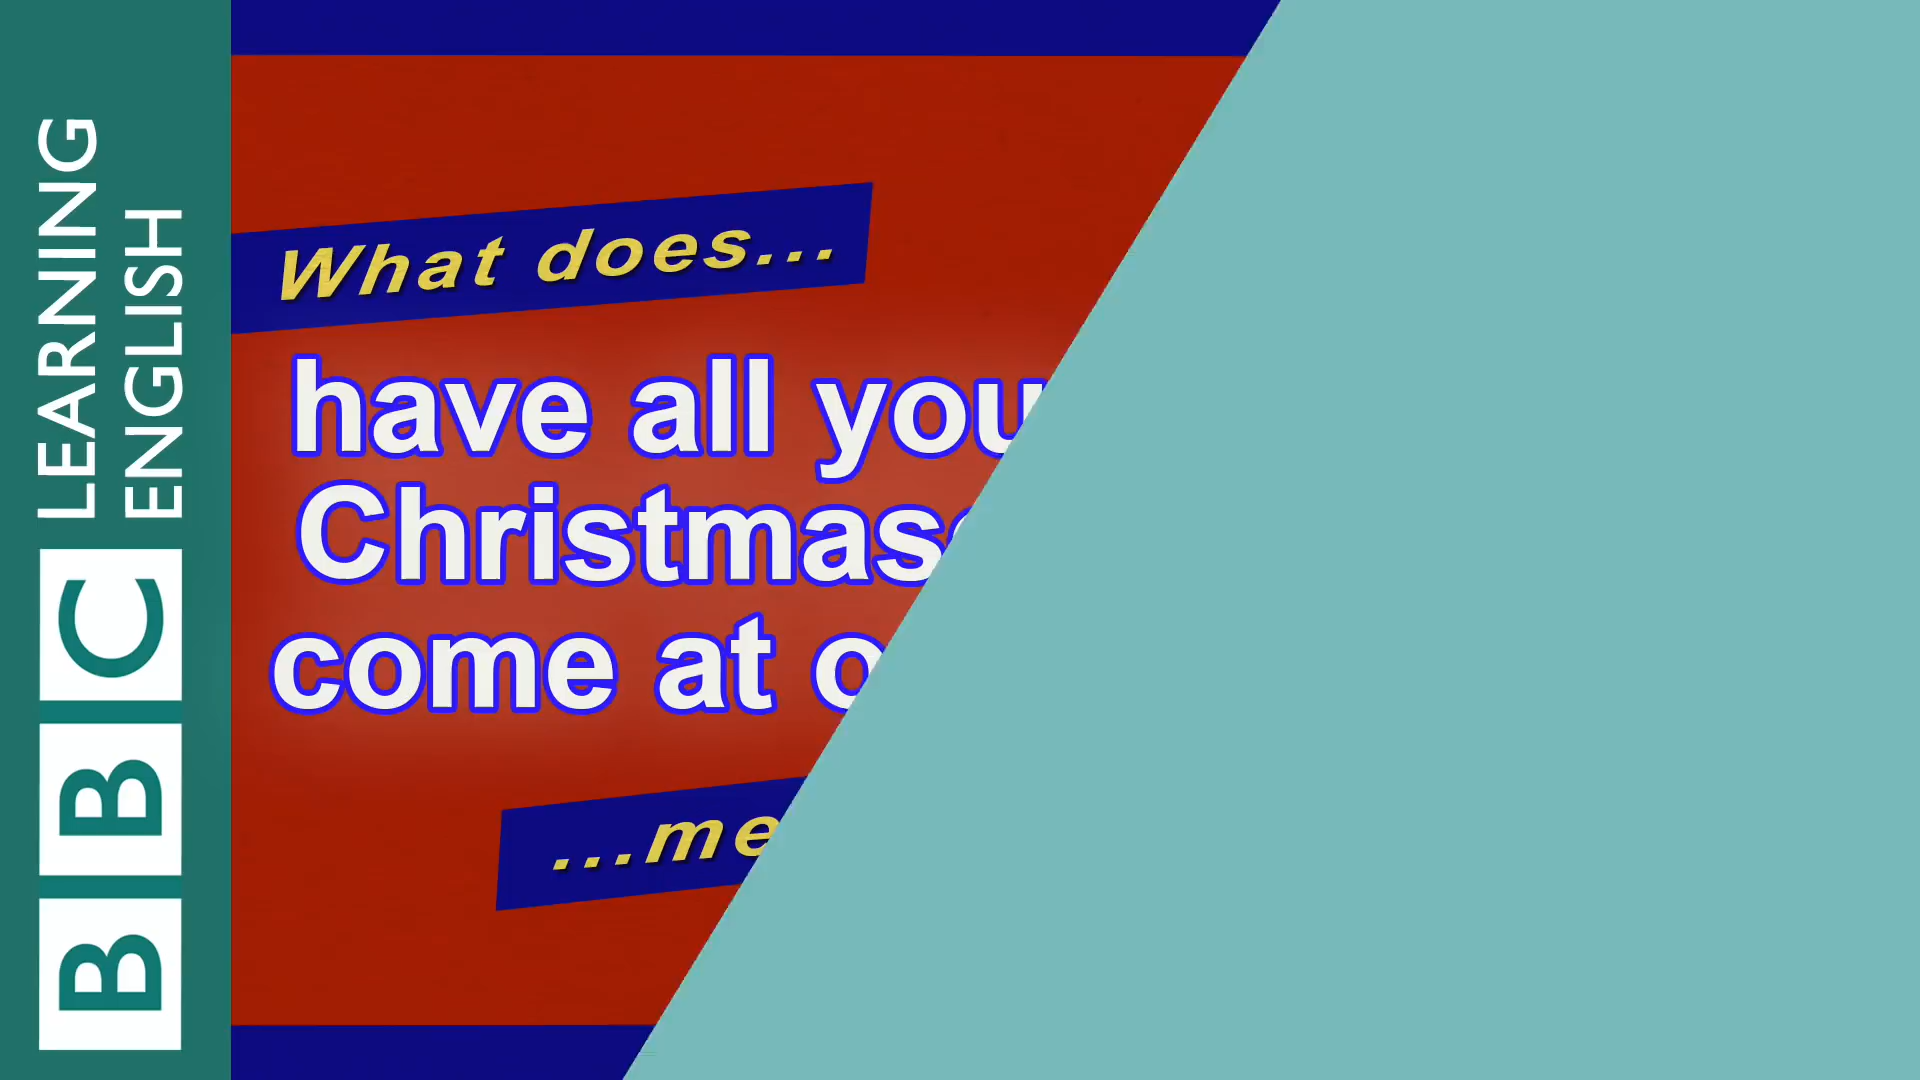 BBC LEARNING
ENGLISH
What does...
have all you
Christmas
come at
...me